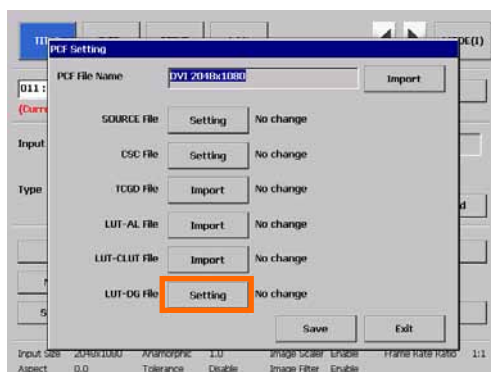 PCF Setting
MODE(I)
PCF File Name DVI 2048x1080 Import
011:
SOURCE File Setting No change
Input
CSC File Setting No change
Type
TCGD File Import No change
LUT-AL File Import No change
LUT-CLUT File Import No change
LUT-DG File Setting No change
Save Exit
Input Size 2048x1080 Anamorphic 1.0 Image Scaler Enable Frame Rate Ratio 1:1
Aspect 0.0 Tolerance Disable Image Filter Enable